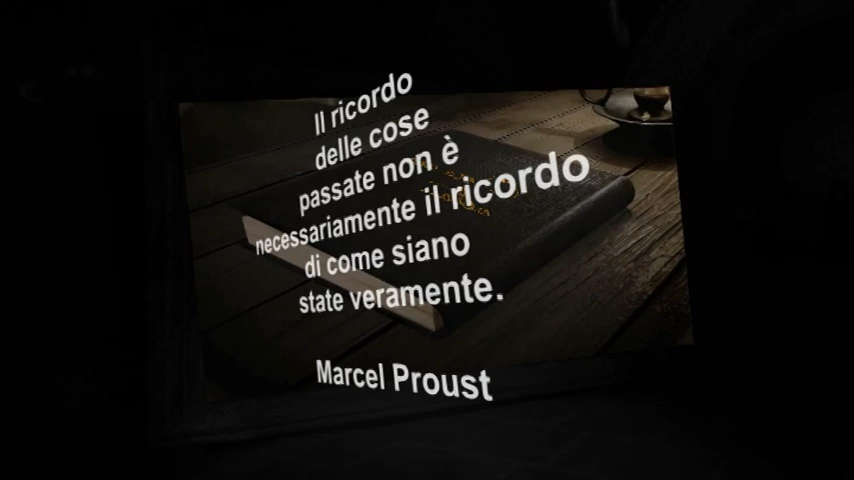 Il ricordo
delle cose
passate non è
necessariamente il ricordo
di come siano
state veramente.
Marcel Proust